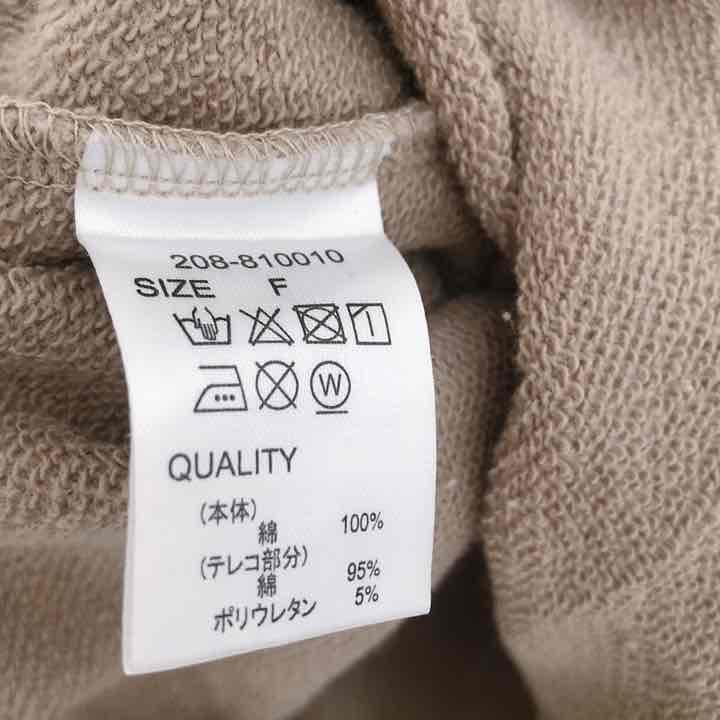 208-810010
SIZE F
W
QUALITY
(本体)
綿 100%
(テレコ部分)
綿 95%
ポリウレタン 5%